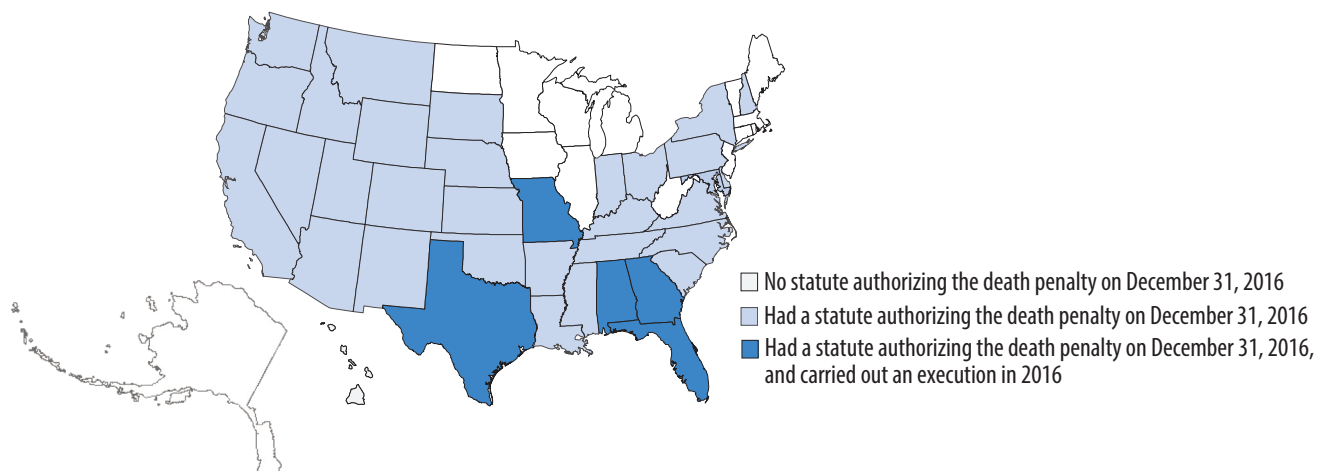 No statute authorizing the death penalty on December 31, 2016
Had a statute authorizing the death penalty on December 31, 2016
Had a statute authorizing the death penalty on December 31, 2016,
and carried out an execution in 2016